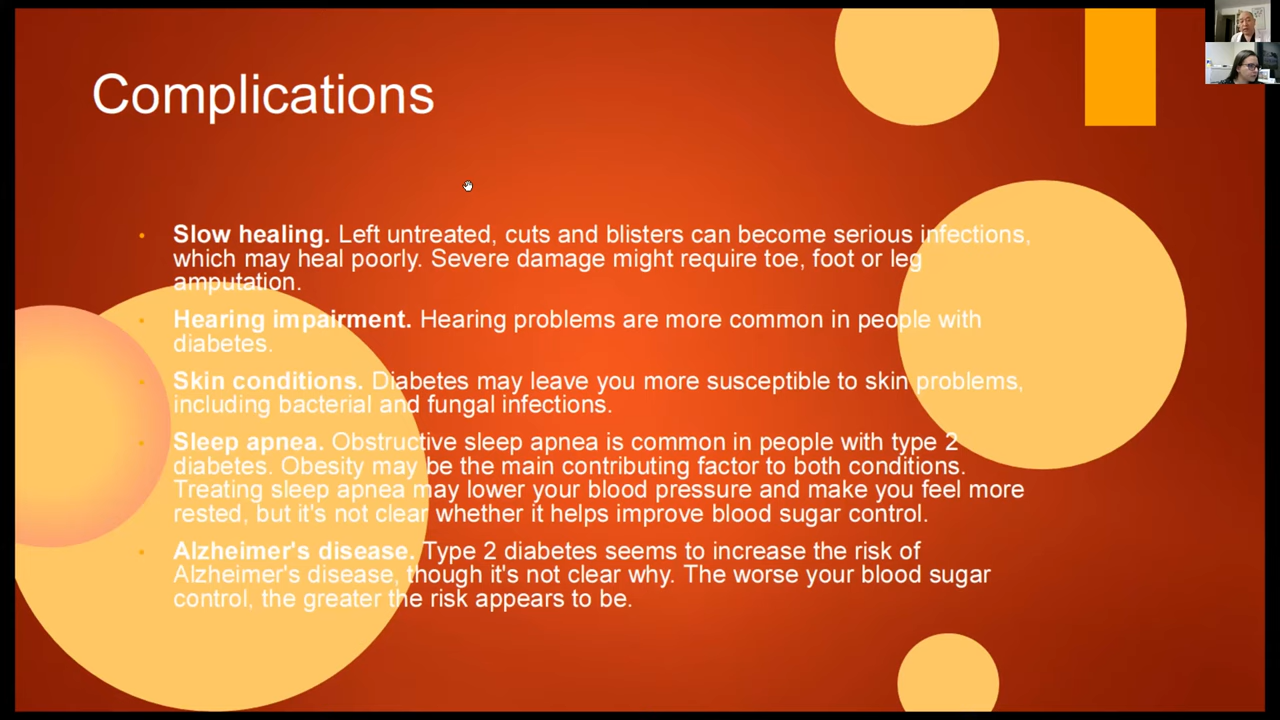 Complications
• Slow healing. Left untreated, cuts and blisters can become serious infections,
which may heal poorly. Severe damage might require toe, foot or leg
amputation.
• Hearing impairment. Hearing problems are more common in people with
diabetes.
• Skin conditions. Diabetes may leave you more susceptible to skin problems,
including bacterial and fungal infections.
• Sleep apnea. Obstructive sleep apnea is common in people with type 2
diabetes. Obesity may be the main contributing factor to both conditions.
Treating sleep apnea may lower your blood pressure and make you feel more
rested, but it's not clear whether it helps improve blood sugar control.
• Alzheimer's disease. Type 2 diabetes seems to increase the risk of
Alzheimer's disease, though it's not clear why. The worse your blood sugar
control, the greater the risk appears to be.